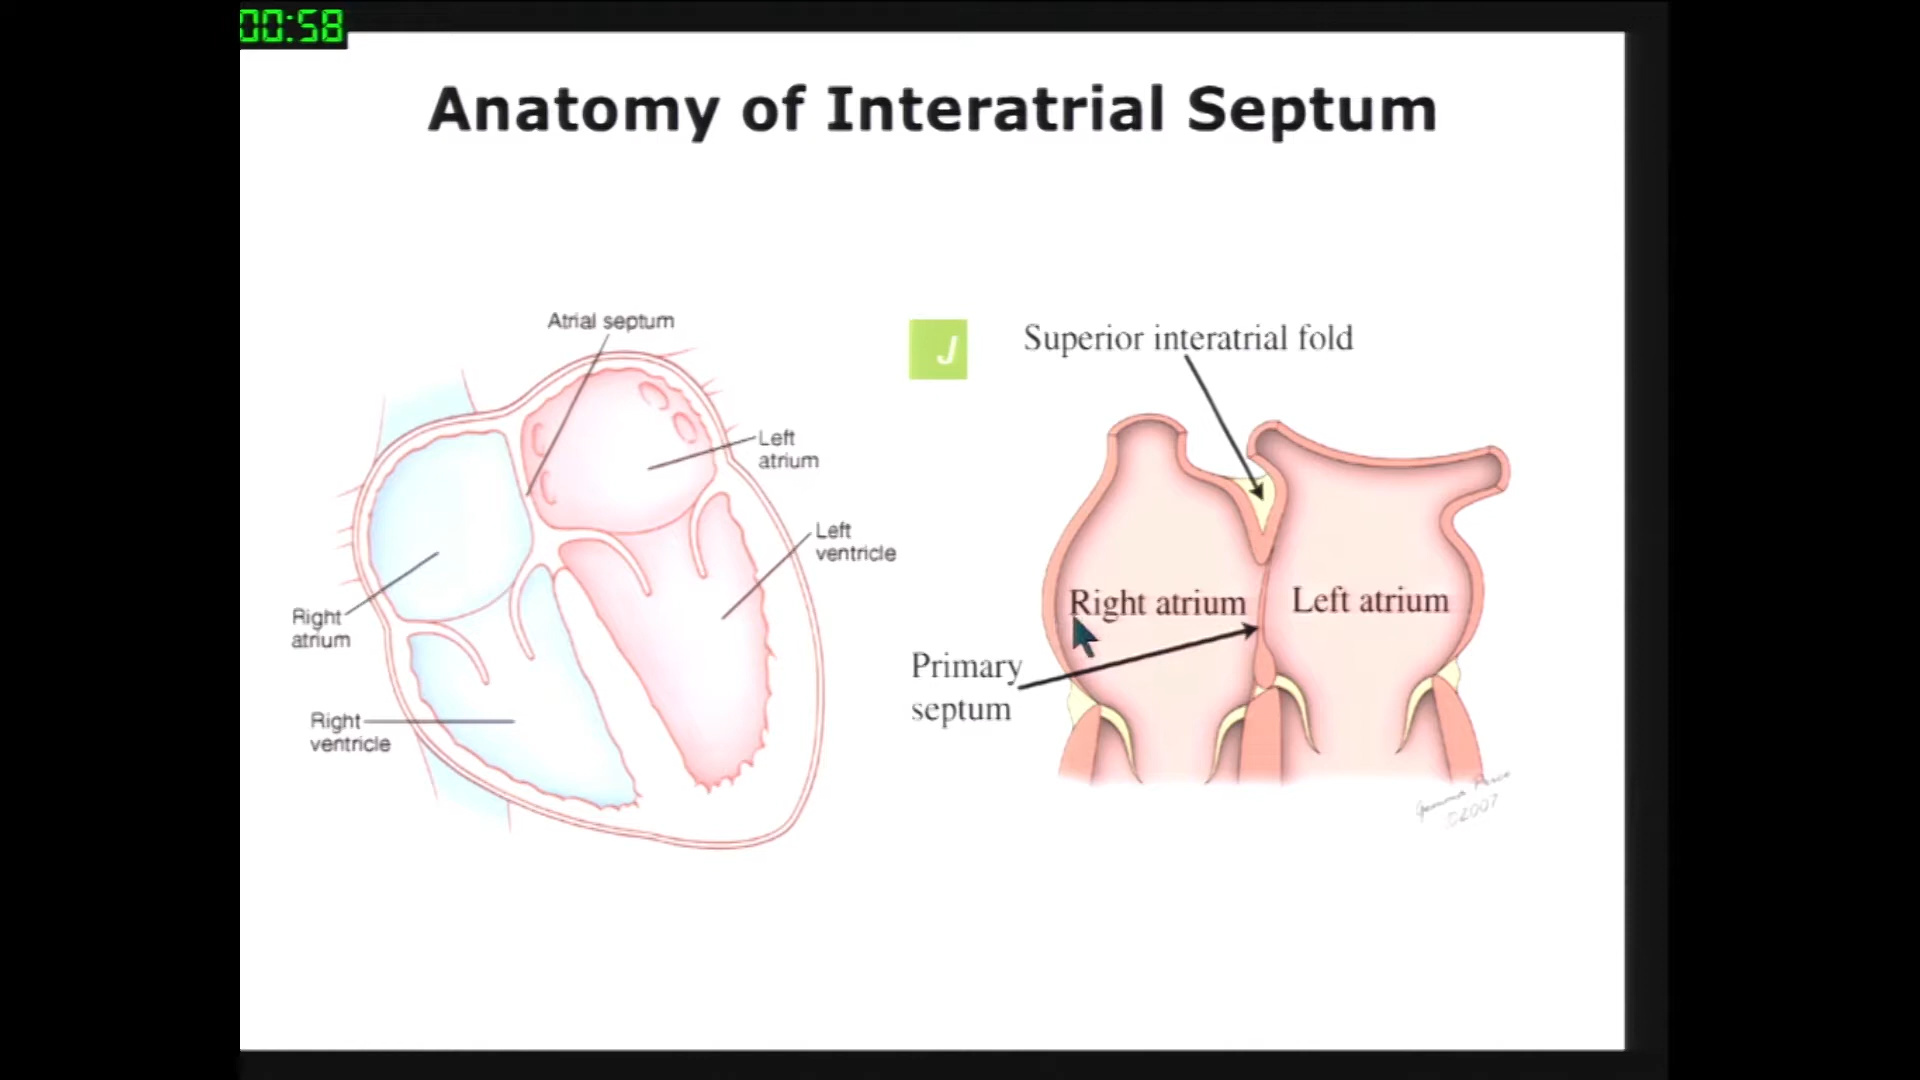 00:58
Anatomy of Interatrial Septum
Atrial septum
Left
atrium
Left
ventricle
Right
atrium
Right
ventricle
J
Superior interatrial fold
Right atrium
Left atrium
Primary
septum
©2007